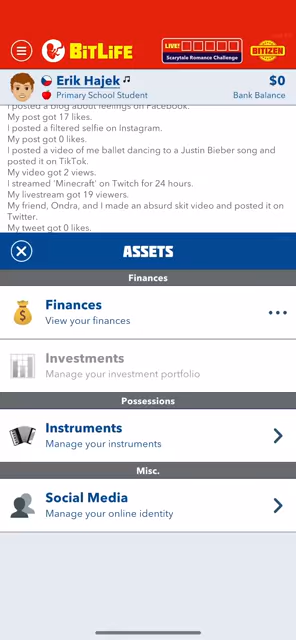 BitLife
LIVE!
Scarytale Romance Challenge
BITIZEN
Erik Hajek
$0
Primary School Student
Bank Balance
I posted a blog about feelings on Facebook.
My post got 17 likes.
I posted a filtered selfie on Instagram.
My post got 0 likes.
I posted a video of me ballet dancing to a Justin Bieber song and
posted it on TikTok.
My video got 2 views.
I streamed 'Minecraft' on Twitch for 24 hours.
My livestream got 19 viewers.
My friend, Ondra, and I made an absurd skit video and posted it on
Twitter.
My tweet got 0 likes.
ASSETS
Finances
Finances
View your finances
Investments
Manage your investment portfolio
Possessions
Instruments
Manage your instruments
Misc.
Social Media
Manage your online identity